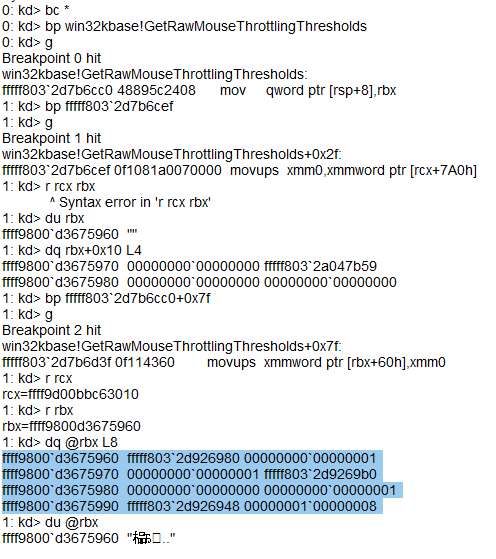 0: kd> bc *
0: kd> bp win32kbase!GetRawMouseThrottlingThresholds
0: kd> g
Breakpoint 0 hit
win32kbase!GetRawMouseThrottlingThresholds:
fffff803`2d7b6cc0 48895c2408 mov qword ptr [rsp+8],rbx
1: kd> bp fffff803`2d7b6cef
1: kd> g
Breakpoint 1 hit
win32kbase!GetRawMouseThrottlingThresholds+0x2f:
fffff803`2d7b6cef 0f1081a0070000 movups xmm0,xmmword ptr [rcx+7A0h]
1: kd> r rcx rbx
^ Syntax error in 'r rcx rbx'
1: kd> du rbx
ffff9800`d3675960 ""
1: kd> dq rbx+0x10 L4
ffff9800`d3675970 00000000`00000000 fffff803`2a047b59
ffff9800`d3675980 00000000`00000000 00000000`00000000
1: kd> bp fffff803`2d7b6cc0+0x7f
1: kd> g
Breakpoint 2 hit
win32kbase!GetRawMouseThrottlingThresholds+0x7f:
fffff803`2d7b6d3f 0f114360 movups xmmword ptr [rbx+60h],xmm0
1: kd> r rcx
rcx=ffff9d00bbc63010
1: kd> r rbx
rbx=ffff9800d3675960
1: kd> dq @rbx L8
ffff9800`d3675960 fffff803`2d926980 00000000`00000001
ffff9800`d3675970 00000000`00000001 fffff803`2d9269b0
ffff9800`d3675980 00000000`00000000 00000000`00000001
ffff9800`d3675990 fffff803`2d926948 00000001`00000008
1: kd> du @rbx
ffff9800`d3675960